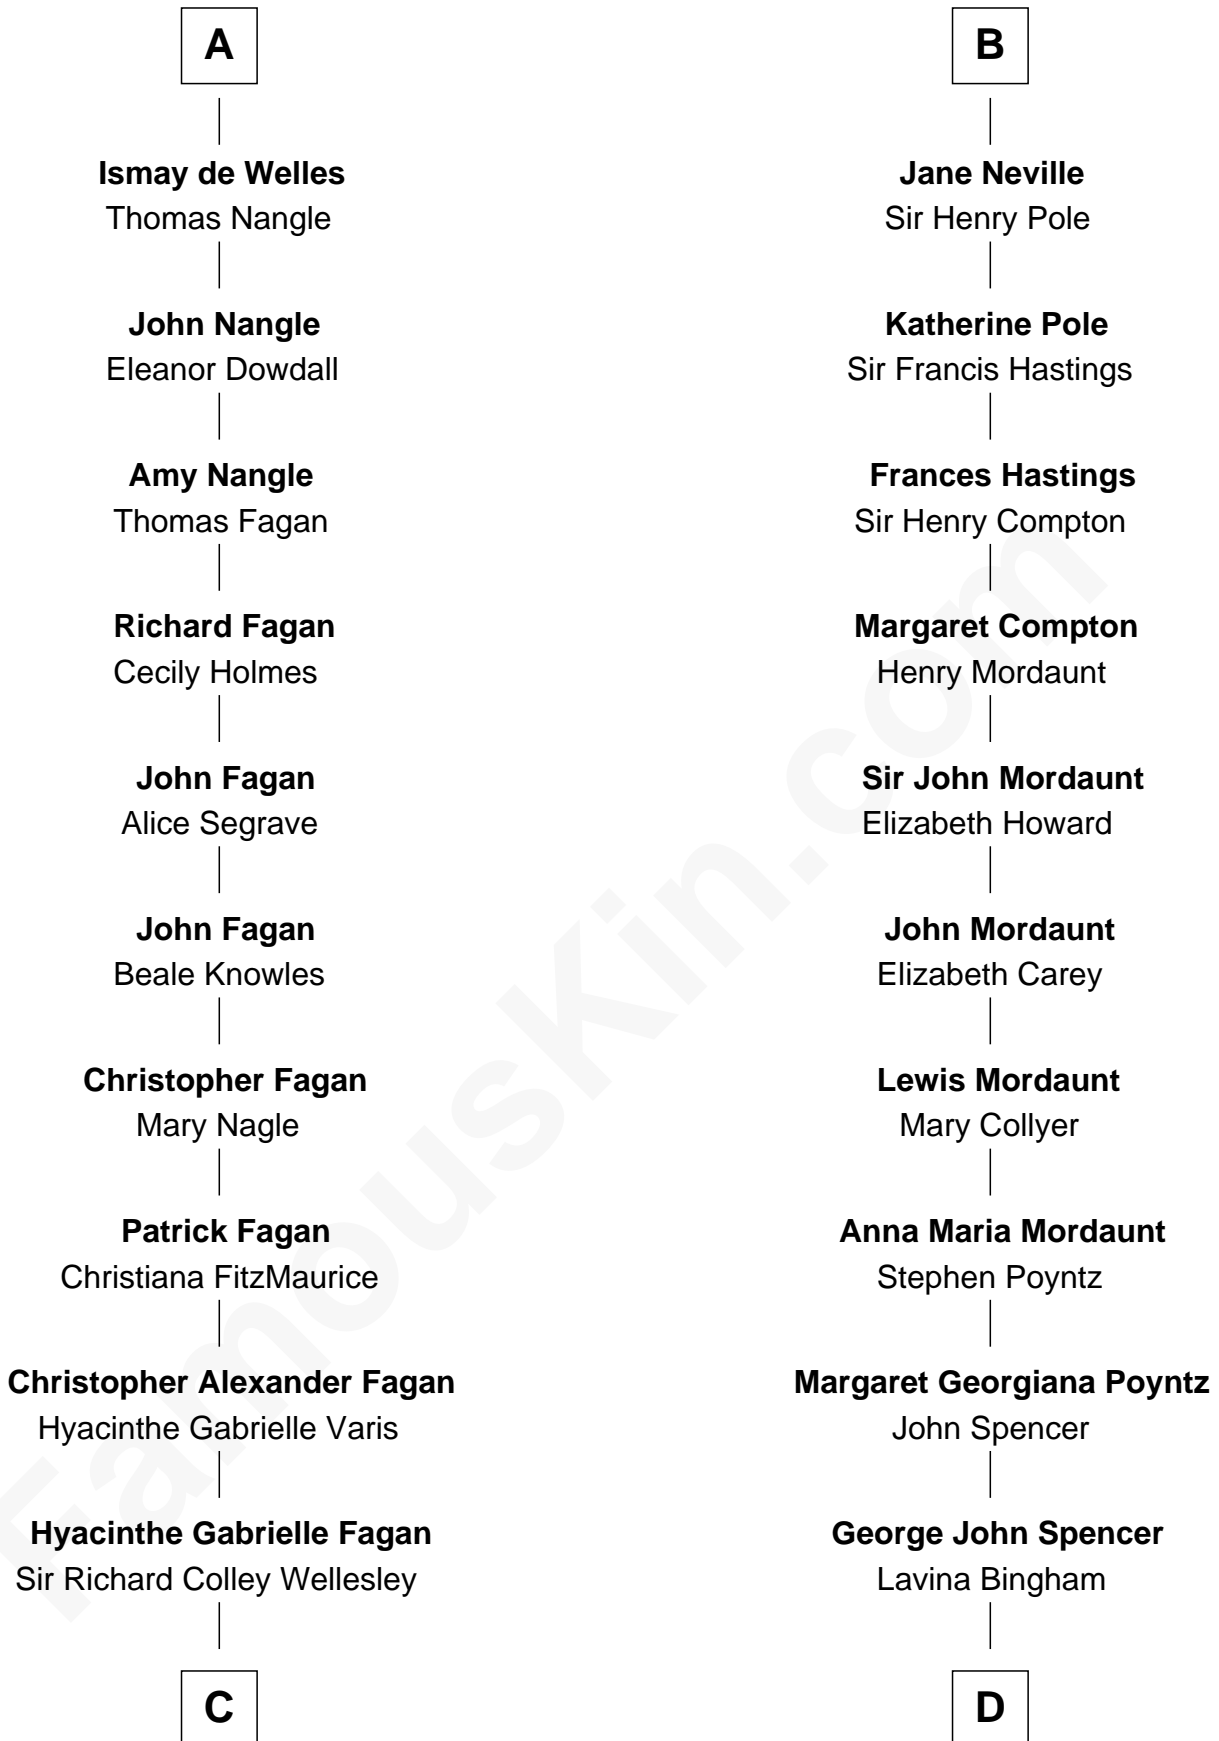 A
Ismay de Welles
Thomas Nangle
John Nangle
Eleanor Dowdall
Amy Nangle
Thomas Fagan
Richard Fagan
Cecily Holmes
John Fagan
Alice Segrave
John Fagan
Beale Knowles
Christopher Fagan
Mary Nagle
Patrick Fagan
Christiana FitzMaurice
Christopher Alexander Fagan
Hyacinthe Gabrielle Varis
Hyacinthe Gabrielle Fagan
Sir Richard Colley Wellesley
C
B
Jane Neville
Sir Henry Pole
Katherine Pole
Sir Francis Hastings
Frances Hastings
Sir Henry Compton
Margaret Compton
Henry Mordaunt
Sir John Mordaunt
Elizabeth Howard
John Mordaunt
Elizabeth Carey
Lewis Mordaunt
Mary Collyer
Anna Maria Mordaunt
Stephen Poyntz
Margaret Georgiana Poyntz
John Spencer
George John Spencer
Lavina Bingham
D
FamousKin.com